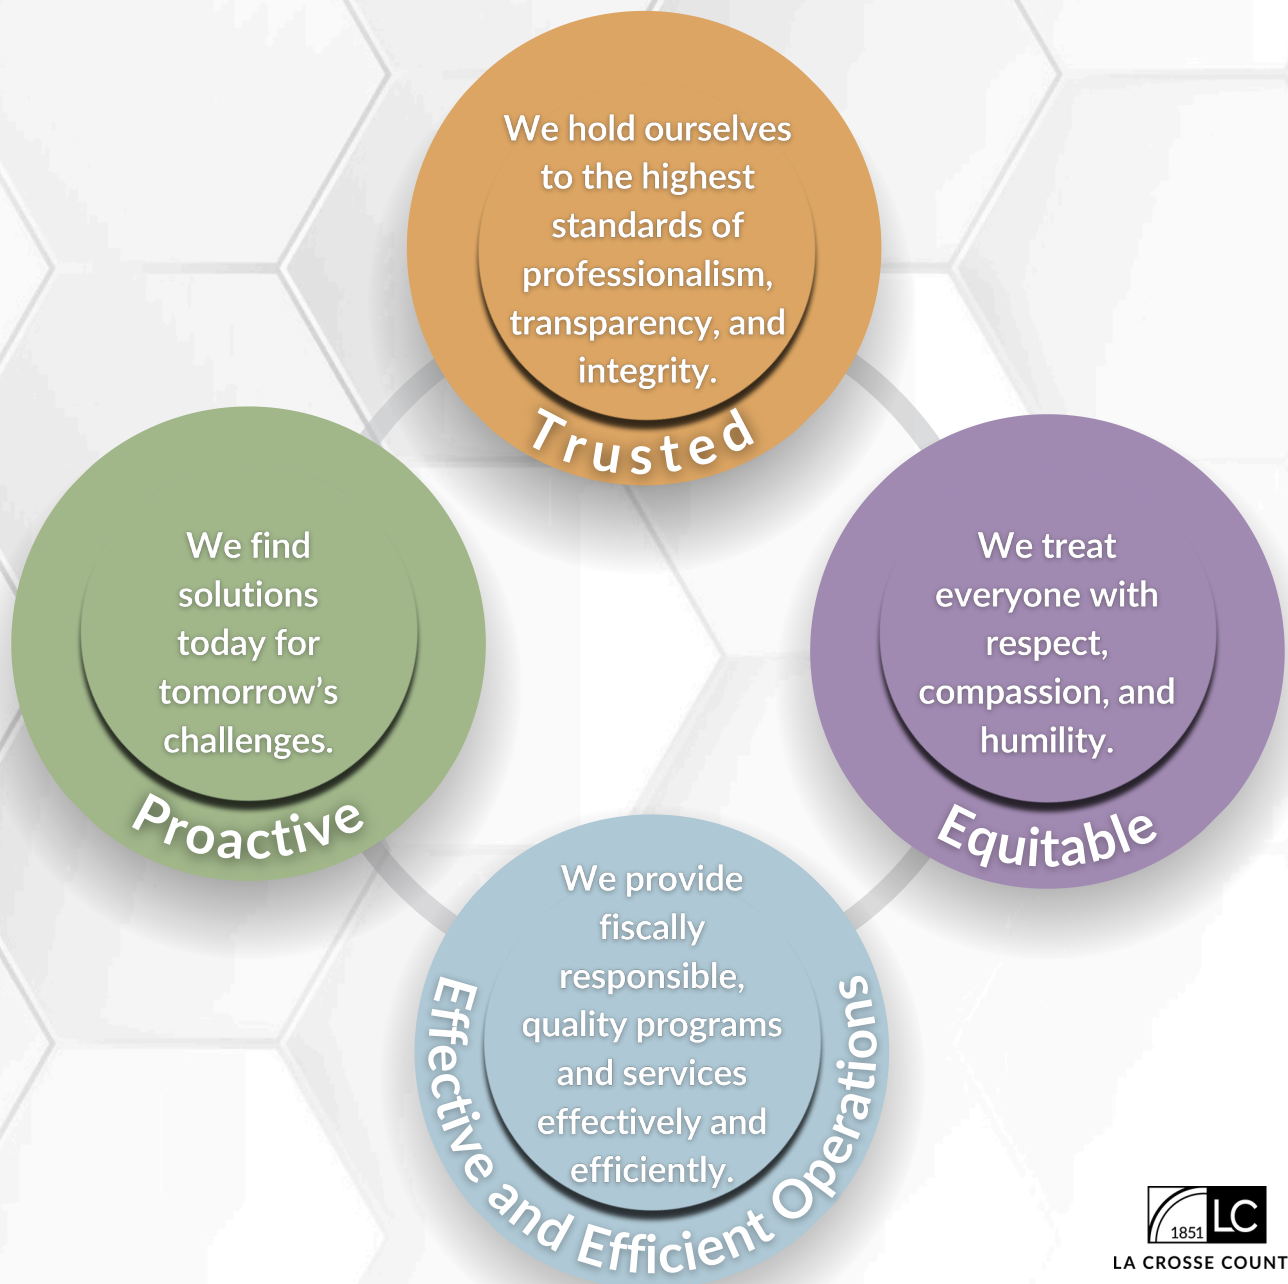 We hold ourselves
to the highest
standards of
professionalism,
transparency, and
integrity.
Trusted
We find
solutions
today for
tomorrow’s
challenges.
Proactive
We treat
everyone with
respect,
compassion, and
humility.
Equitable
We provide
fiscally
responsible,
quality programs
and services
effectively and
efficiently.
Effective and Efficient Operations
1851 LC
LA CROSSE COUNT